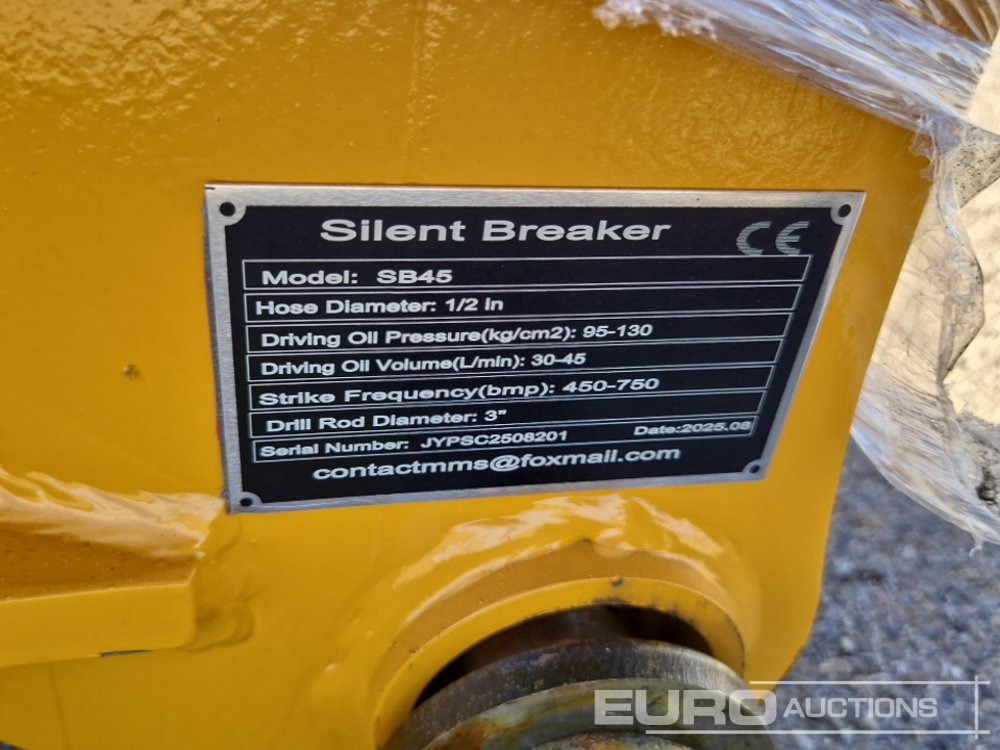 Silent Breaker CE
Model: SB45
Hose Diameter: 1/2 in
Driving Oil Pressure(kg/cm2): 95-130
Driving Oil Volume(L/min): 30-45
Strike Frequency(bmp): 450-750
Drill Rod Diameter: 3"
Serial Number: JYPSC2508201 Date:2025.08
contactmms@foxmail.com
EURO AUCTIONS